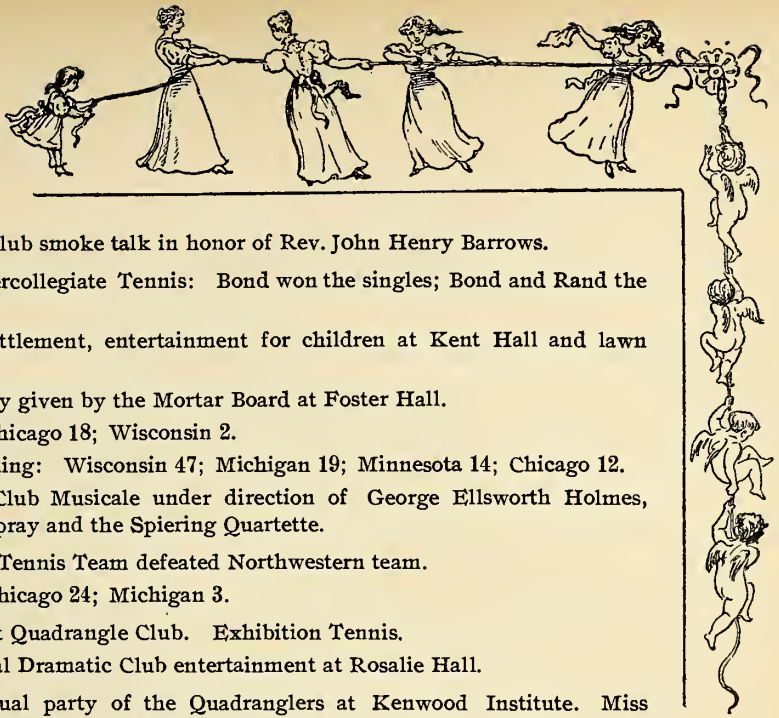 lub smoke talk in honor of Rev. John Henry Barrows.
rcollegiate Tennis: Bond won the singles; Bond and Rand the
ttlement, entertainment for children at Kent Hall and lawn
y given by the Mortar Board at Foster Hall.
hicago 18; Wisconsin 2.
ing: Wisconsin 47; Michigan 19; Minnesota 14; Chicago 12.
Club Musicale under direction of George Ellsworth Holmes,
pray and the Spiering Quartette.
Tennis Team defeated Northwestern team.
hicago 24; Michigan 3.
t Quadrangle Club. Exhibition Tennis.
al Dramatic Club entertainment at Rosalie Hall.
ual party of the Quadranglers at Kenwood Institute. Miss